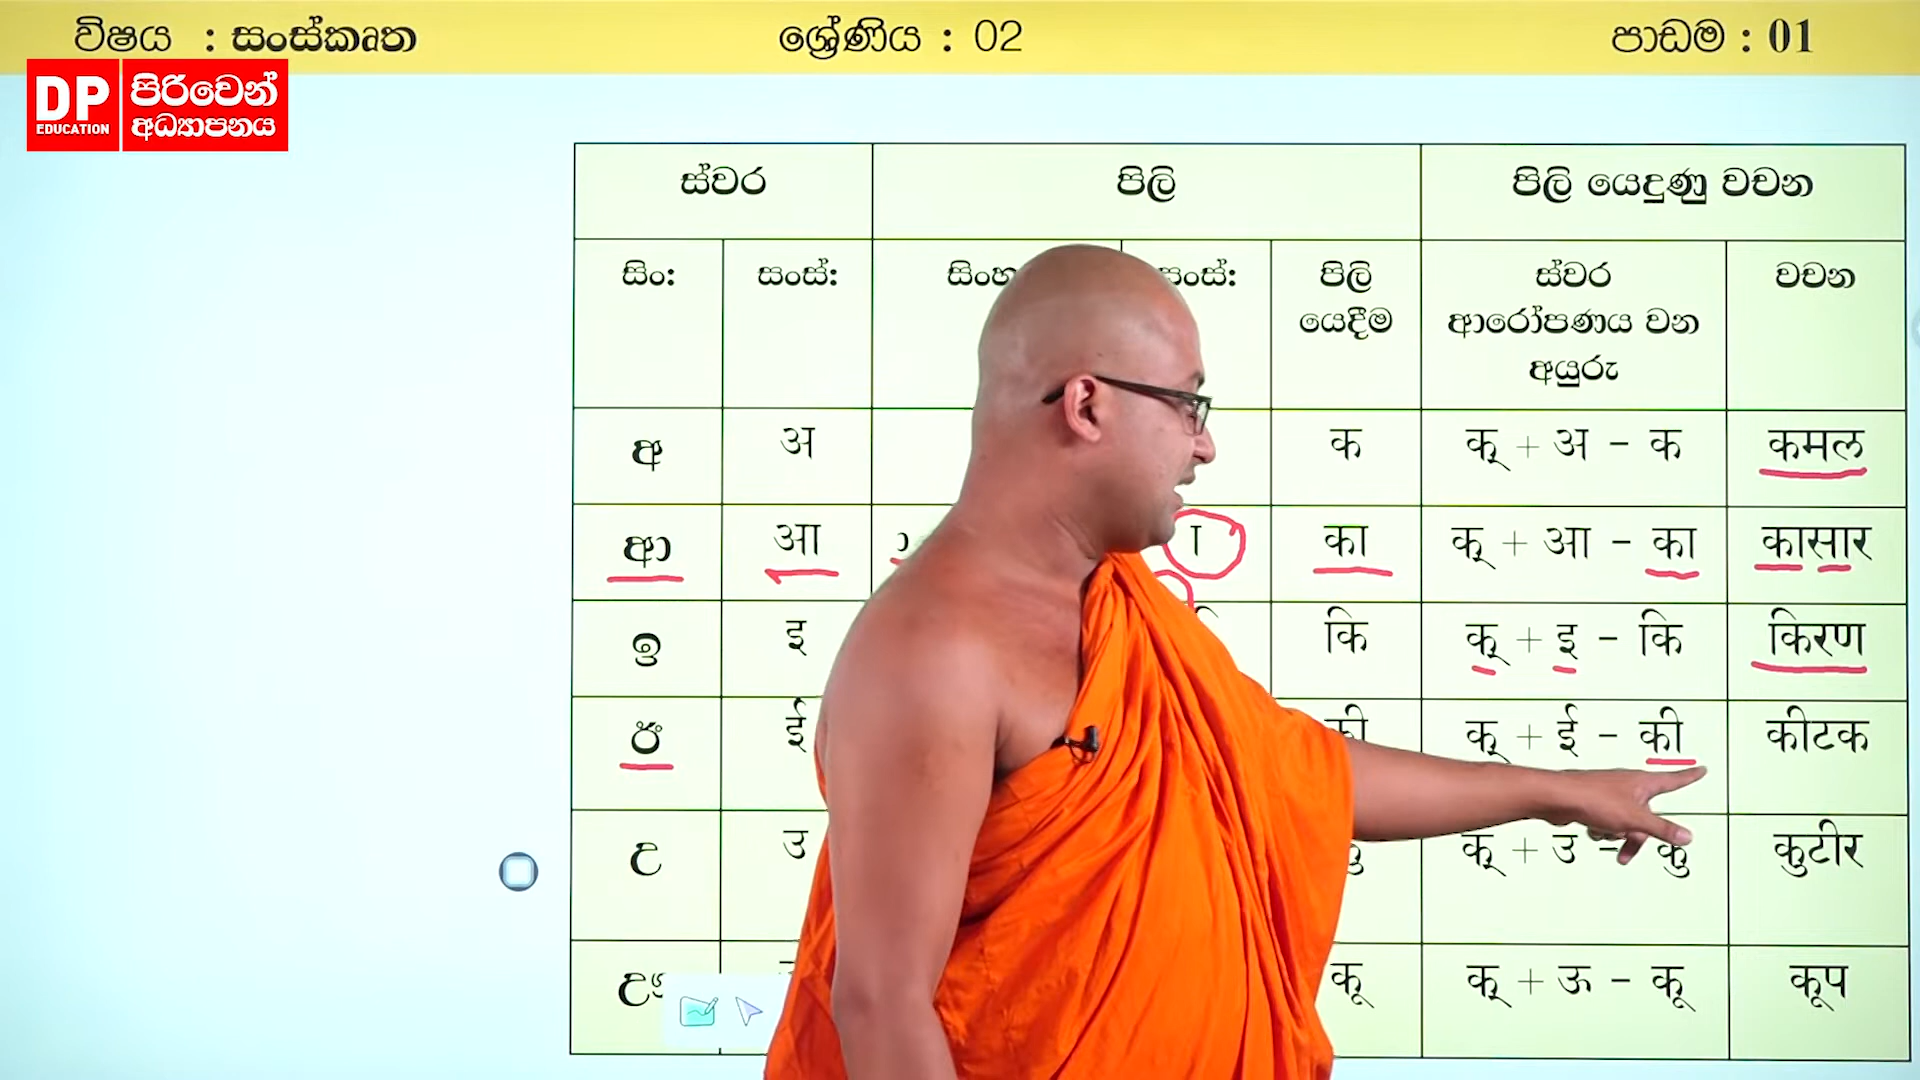 විෂය : සංස්කෘත ශ්‍රේණිය : 02 පාඩම : 01
DP EDUCATION පිරිවෙන් අධ්‍යාපනය
ස්වර පිලි පිලි යෙදුණු වචන
සිං: සංස්: සංස්: පිලි යෙදීම ස්වර ආරෝපණය වන අයුරු වචන
අ अ क क् + अ – क कमल
ආ आ ा ा का क् + आ – का कासार
ඉ इ कि क् + इ – कि किरण
ඊ ई की क् + ई – की कीटक
උ उ क् + उ – कु कुटीर
ඌ कू क् + ऊ – कू कूप